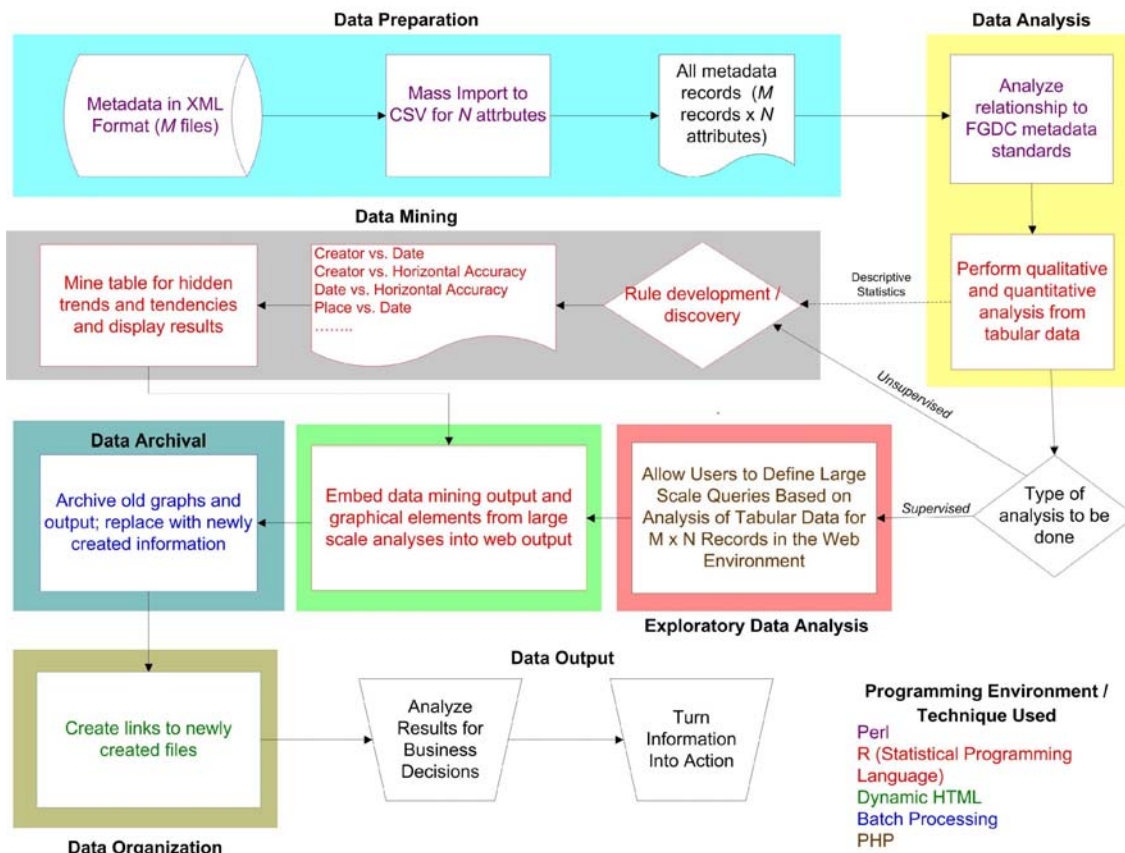 Data Preparation
Data Analysis
Metadata in XML
Format (M files)
Mass Import to
CSV for N attrbutes
All metadata
records (M
records x N
attributes)
Analyze
relationship to
FGDC metadata
standards
Data Mining
Mine table for hidden
trends and tendencies
and display results
Creator vs. Date
Creator vs. Horizontal Accuracy
Date vs. Horizontal Accuracy
Place vs. Date
........
Rule development /
discovery
Descriptive
Statistics
Perform qualitative
and quantitative
analysis from
tabular data
Unsupervised
Data Archival
Archive old graphs and
output; replace with newly
created information
Embed data mining output and
graphical elements from large
scale analyses into web output
Allow Users to Define Large
Scale Queries Based on
Analysis of Tabular Data for
M x N Records in the Web
Environment
Supervised
Type of
analysis to be
done
Exploratory Data Analysis
Data Output
Create links to newly
created files
Analyze
Results for
Business
Decisions
Turn
Information
Into Action
Programming Environment /
Technique Used
Perl
R (Statistical Programming
Language)
Dynamic HTML
Batch Processing
PHP
Data Organization